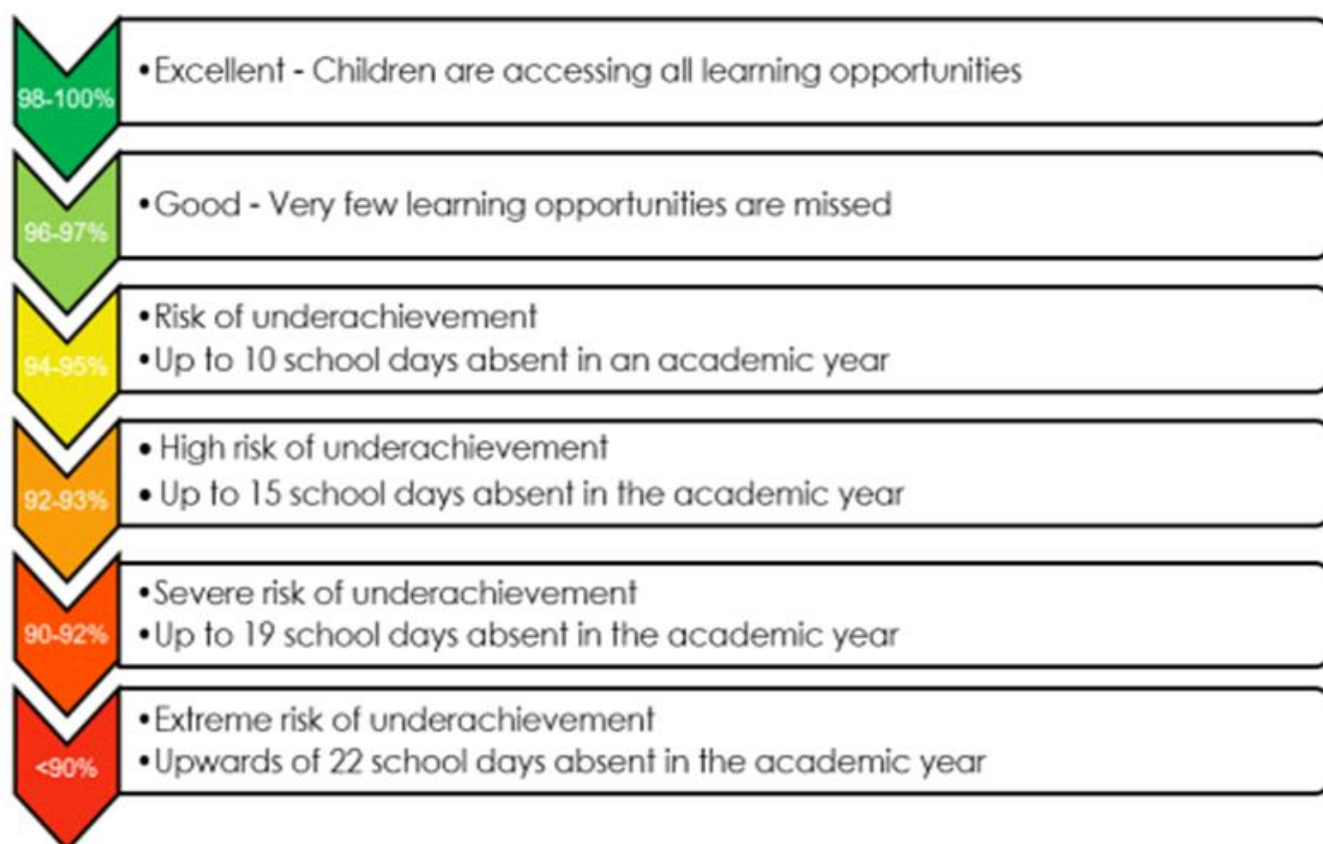 98-100%
•Excellent - Children are accessing all learning opportunities
96-97%
•Good - Very few learning opportunities are missed
94-95%
•Risk of underachievement
•Up to 10 school days absent in an academic year
92-93%
• High risk of underachievement
• Up to 15 school days absent in the academic year
90-92%
•Severe risk of underachievement
•Up to 19 school days absent in the academic year
<90%
•Extreme risk of underachievement
•Upwards of 22 school days absent in the academic year